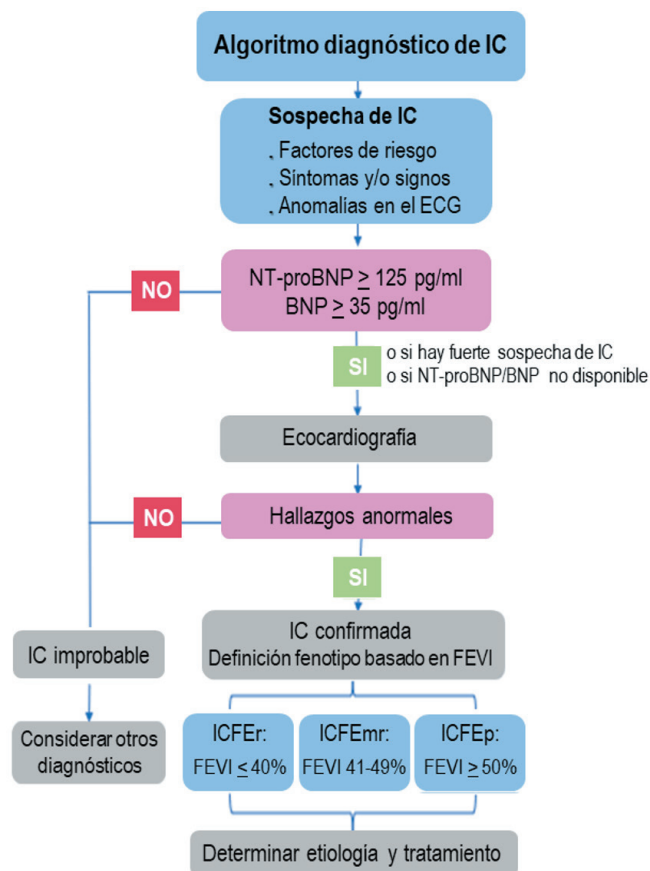 Algoritmo diagnóstico de IC
Sospecha de IC
. Factores de riesgo
. Síntomas y/o signos
. Anomalías en el ECG
NO
NT-proBNP ≥ 125 pg/ml
BNP ≥ 35 pg/ml
SI
o si hay fuerte sospecha de IC
o si NT-proBNP/BNP no disponible
Ecocardiografía
NO
Hallazgos anormales
SI
IC improbable
IC confirmada
Definición fenotipo basado en FEVI
Considerar otros
diagnósticos
ICFEr:
FEVI ≤ 40%
ICFEmr:
FEVI 41-49%
ICFEp:
FEVI ≥ 50%
Determinar etiología y tratamiento